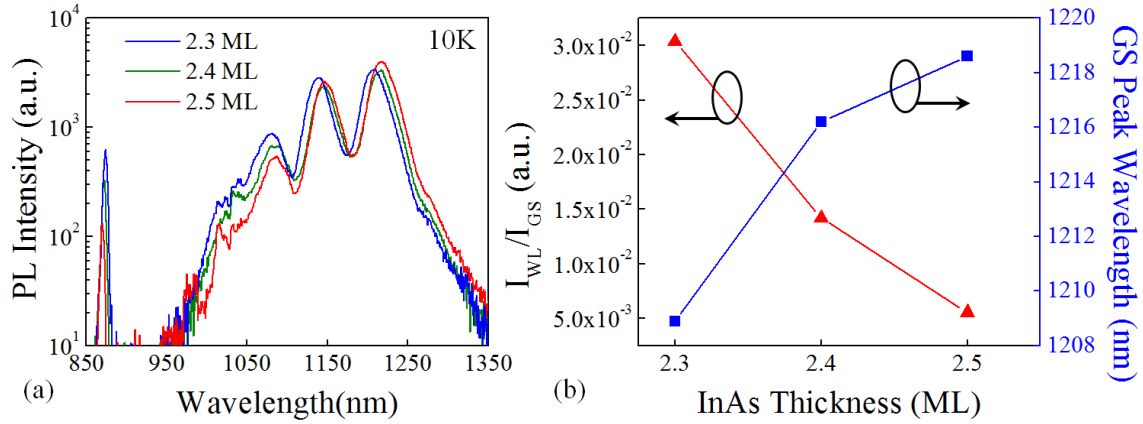 10⁴
10³
10²
10¹
PL Intensity (a.u.)
2.3 ML
2.4 ML
2.5 ML
10K
850 950 1050 1150 1250 1350
(a)
Wavelength(nm)
3.0x10⁻²
2.5x10⁻²
2.0x10⁻²
1.5x10⁻²
1.0x10⁻²
5.0x10⁻³
I_WL/I_GS (a.u.)
1220
1218
1216
1214
1212
1210
1208
GS Peak Wavelength (nm)
2.3 2.4 2.5
(b)
InAs Thickness (ML)